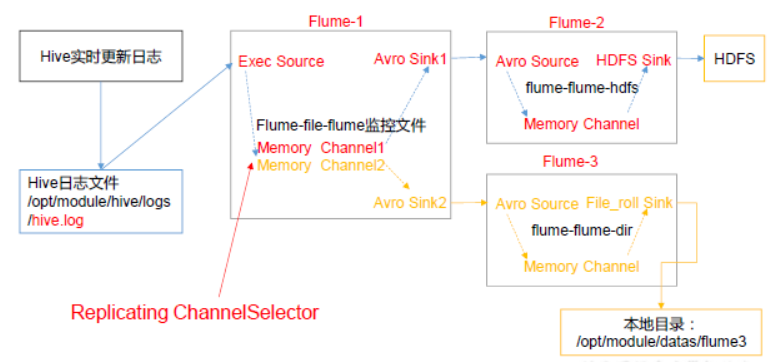 Flume-1
Flume-2
Hive实时更新日志
Exec Source
Avro Sink1
Avro Source
HDFS Sink
HDFS
flume-flume-hdfs
Flume-file-flume监控文件
Memory Channel
Memory Channel1
Memory Channel2
Flume-3
Hive日志文件
/opt/module/hive/logs
/hive.log
Avro Sink2
Avro Source
File_roll Sink
flume-flume-dir
Memory Channel
Replicating ChannelSelector
本地目录：
/opt/module/datas/flume3